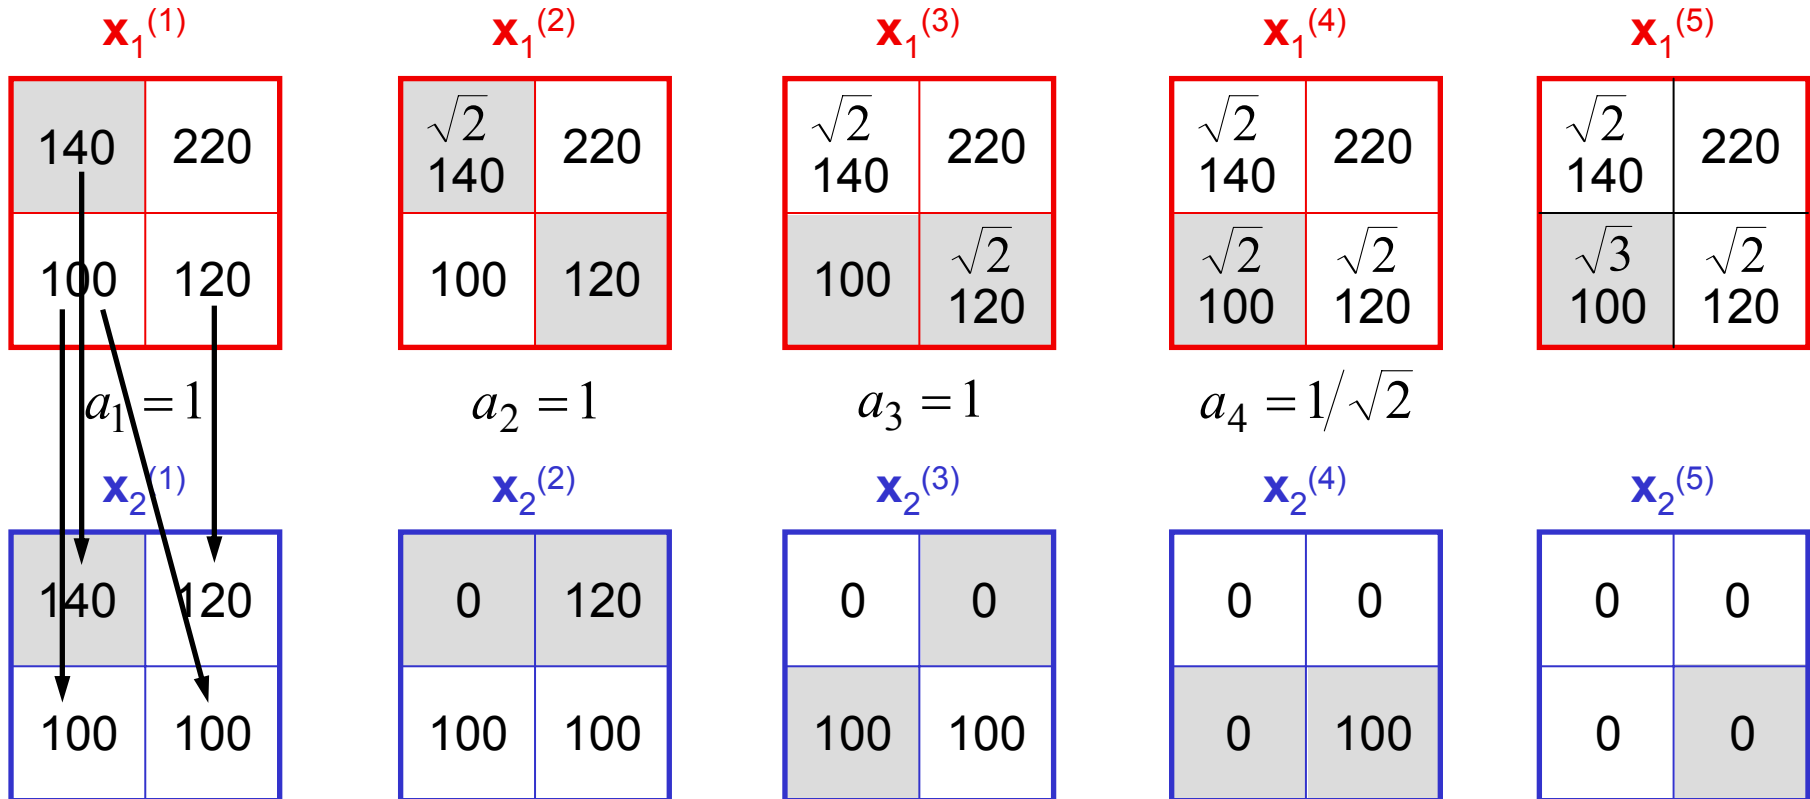 x₁⁽¹⁾ x₁⁽²⁾ x₁⁽³⁾ x₁⁽⁴⁾ x₁⁽⁵⁾
140 220 √2 140 220 √2 140 220 √2 140 220 √2 140 220
100 120 100 120 100 √2 120 √2 100 √2 120 √3 100 √2 120
a₁ = 1 a₂ = 1 a₃ = 1 a₄ = 1/√2
x₂⁽¹⁾ x₂⁽²⁾ x₂⁽³⁾ x₂⁽⁴⁾ x₂⁽⁵⁾
140 120 0 120 0 0 0 0 0 0
100 100 100 100 100 100 0 100 0 0